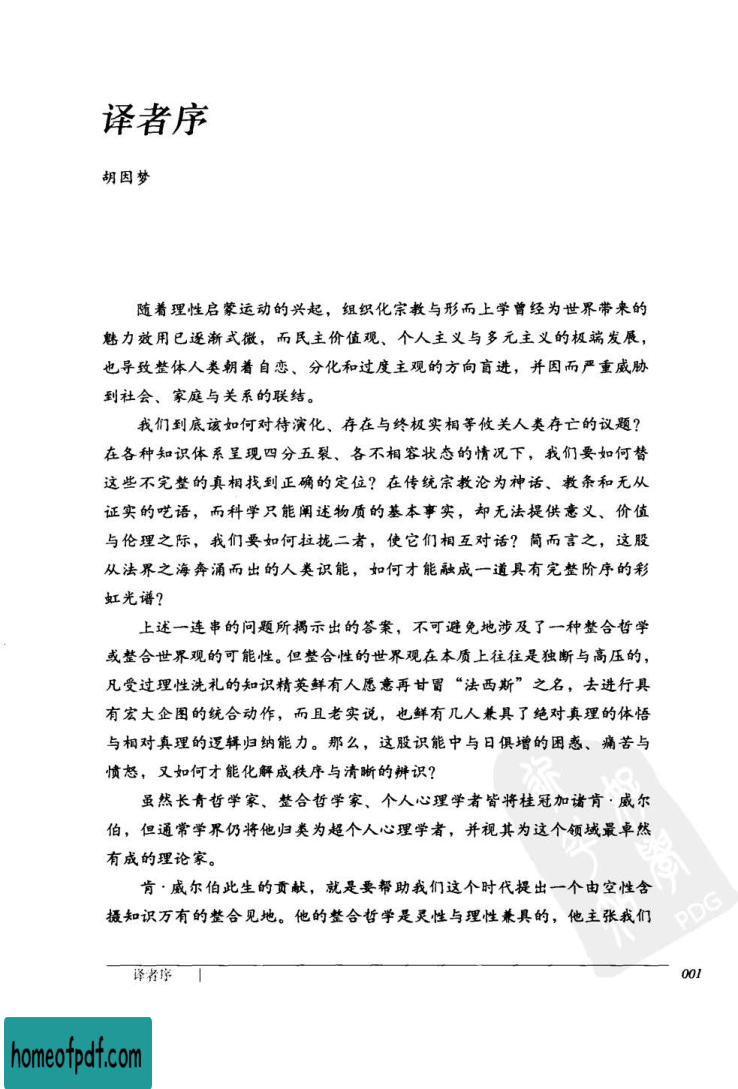 译者序
胡因梦
随着理性启蒙运动的兴起，组织化宗教与形而上学曾经为世界带来的
魅力效用已逐渐式微，而民主价值观、个人主义与多元主义的极端发展，
也导致整体人类朝着自恋、分化和过度主观的方向盲进，并因而严重威胁
到社会、家庭与关系的联结。
我们到底该如何对待演化、存在与终极实相等攸关人类存亡的议题？
在各种知识体系呈现四分五裂、各不相容状态的情况下，我们要如何替
这些不完整的真相找到正确的定位？在传统宗教沦为神话、教条和无从
证实的呓语，而科学只能阐述物质的基本事实，却无法提供意义、价值
与伦理之际，我们要如何拉拢二者，使它们相互对话？简而言之，这股
从法界之海奔涌而出的人类识能，如何才能融成一道具有完整阶序的彩
虹光谱？
上述一连串的问题所揭示出的答案，不可避免地涉及了一种整合哲学
或整合世界观的可能性。但整合性的世界观在本质上往往是独断与高压的，
凡受过理性洗礼的知识精英鲜有人愿意再甘冒“法西斯”之名，去进行具
有宏大企图的统合动作，而且老实说，也鲜有几人兼具了绝对真理的体悟
与相对真理的逻辑归纳能力。那么，这股识能中与日俱增的困惑、痛苦与
愤怒，又如何才能化解成秩序与清晰的辨识？
虽然长青哲学家、整合哲学家、个人心理学者皆将桂冠加诸肯·威尔
伯，但通常学界仍将他归类为超个人心理学者，并视其为这个领域最卓然
有成的理论家。
肯·威尔伯此生的贡献，就是要帮助我们这个时代提出一个由空性含
摄知识万有的整合见地。他的整合哲学是灵性与理性兼具的，他主张我们
PDG
译者序 001
homeofpdf.com